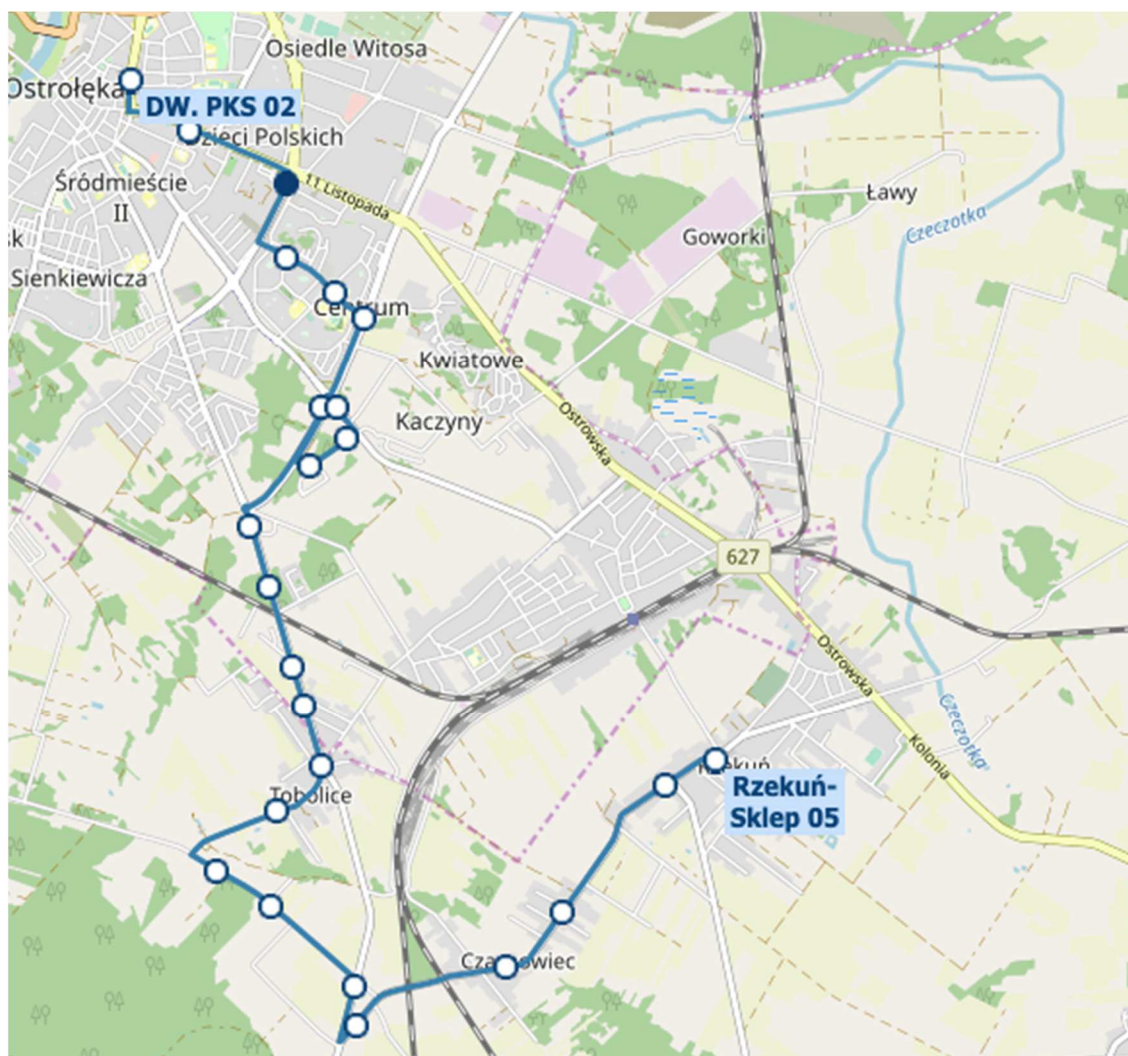 Osiedle Witosa
Ostrołęka
DW. PKS 02
Dzieci Polskich
11 Listopada
Śródmieście
II
Ławy
Czeczotka
Goworki
Sienkiewicza
Centrum
Kwiatowe
Kaczyny
Ostrowska
627
Ostrowska
Czeczotka
Kolonia
Rzekuń
Rzekuń-
Sklep 05
Tobolice
Czarnowiec